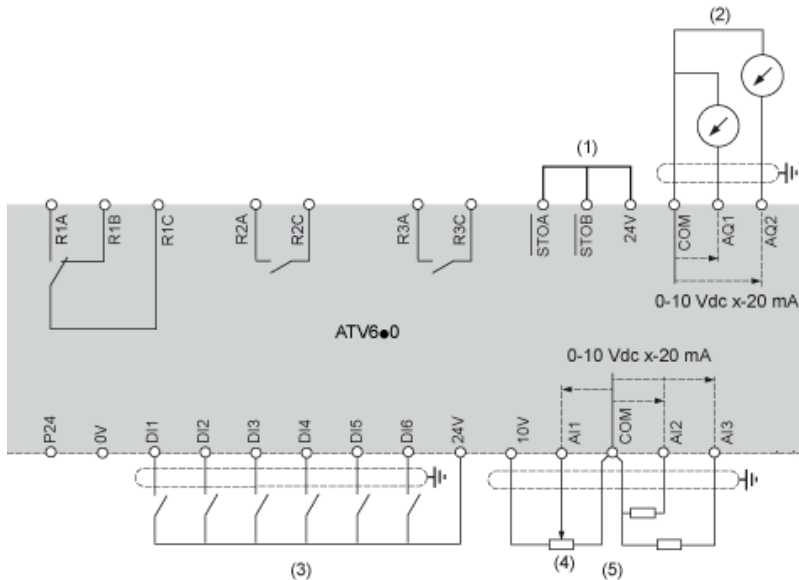 (2)
(1)
R1A
R1B
R1C
R2A
R2C
R3A
R3C
STOA
STOB
24V
COM
AQ1
AQ2
0-10 Vdc x-20 mA
ATV6●0
0-10 Vdc x-20 mA
P24
0V
DI1
DI2
DI3
DI4
DI5
DI6
24V
10V
AI1
COM
AI2
AI3
(3)
(4)
(5)